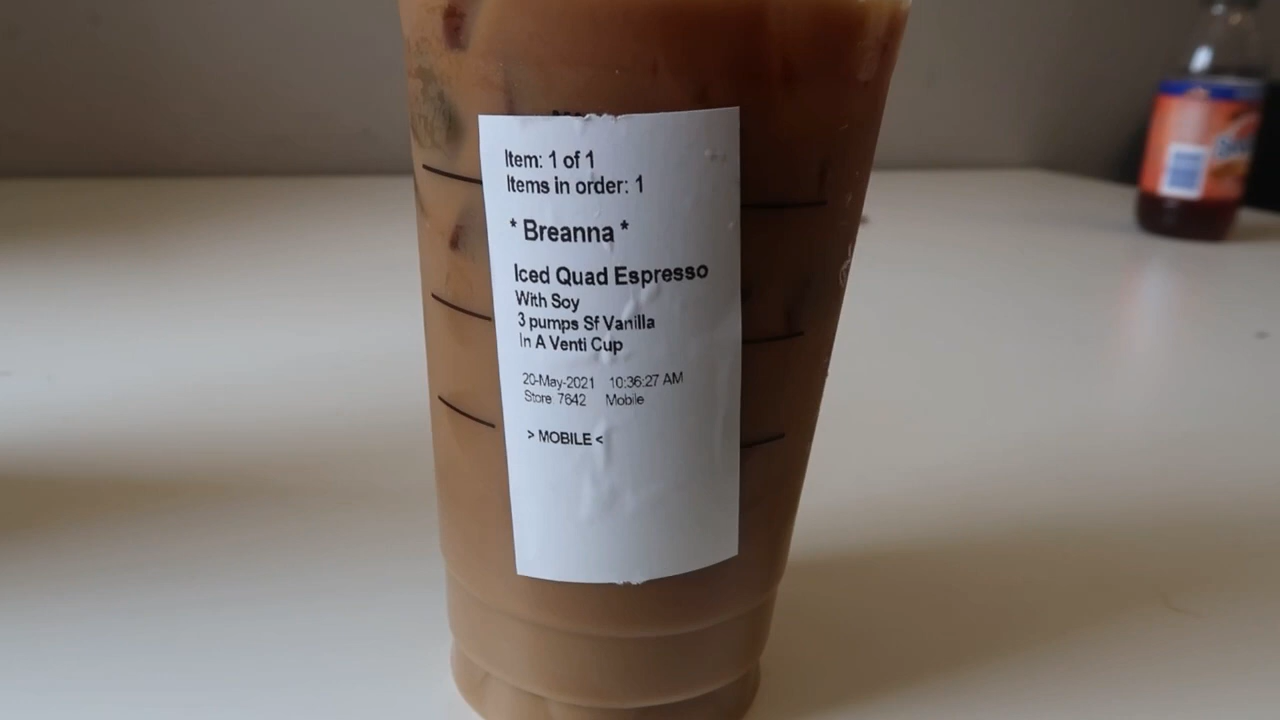 Item: 1 of 1
Items in order: 1
* Breanna *
Iced Quad Espresso
With Soy
3 pumps Sf Vanilla
In A Venti Cup
20-May-2021 10:36:27 AM
Store 7642 Mobile
> MOBILE <